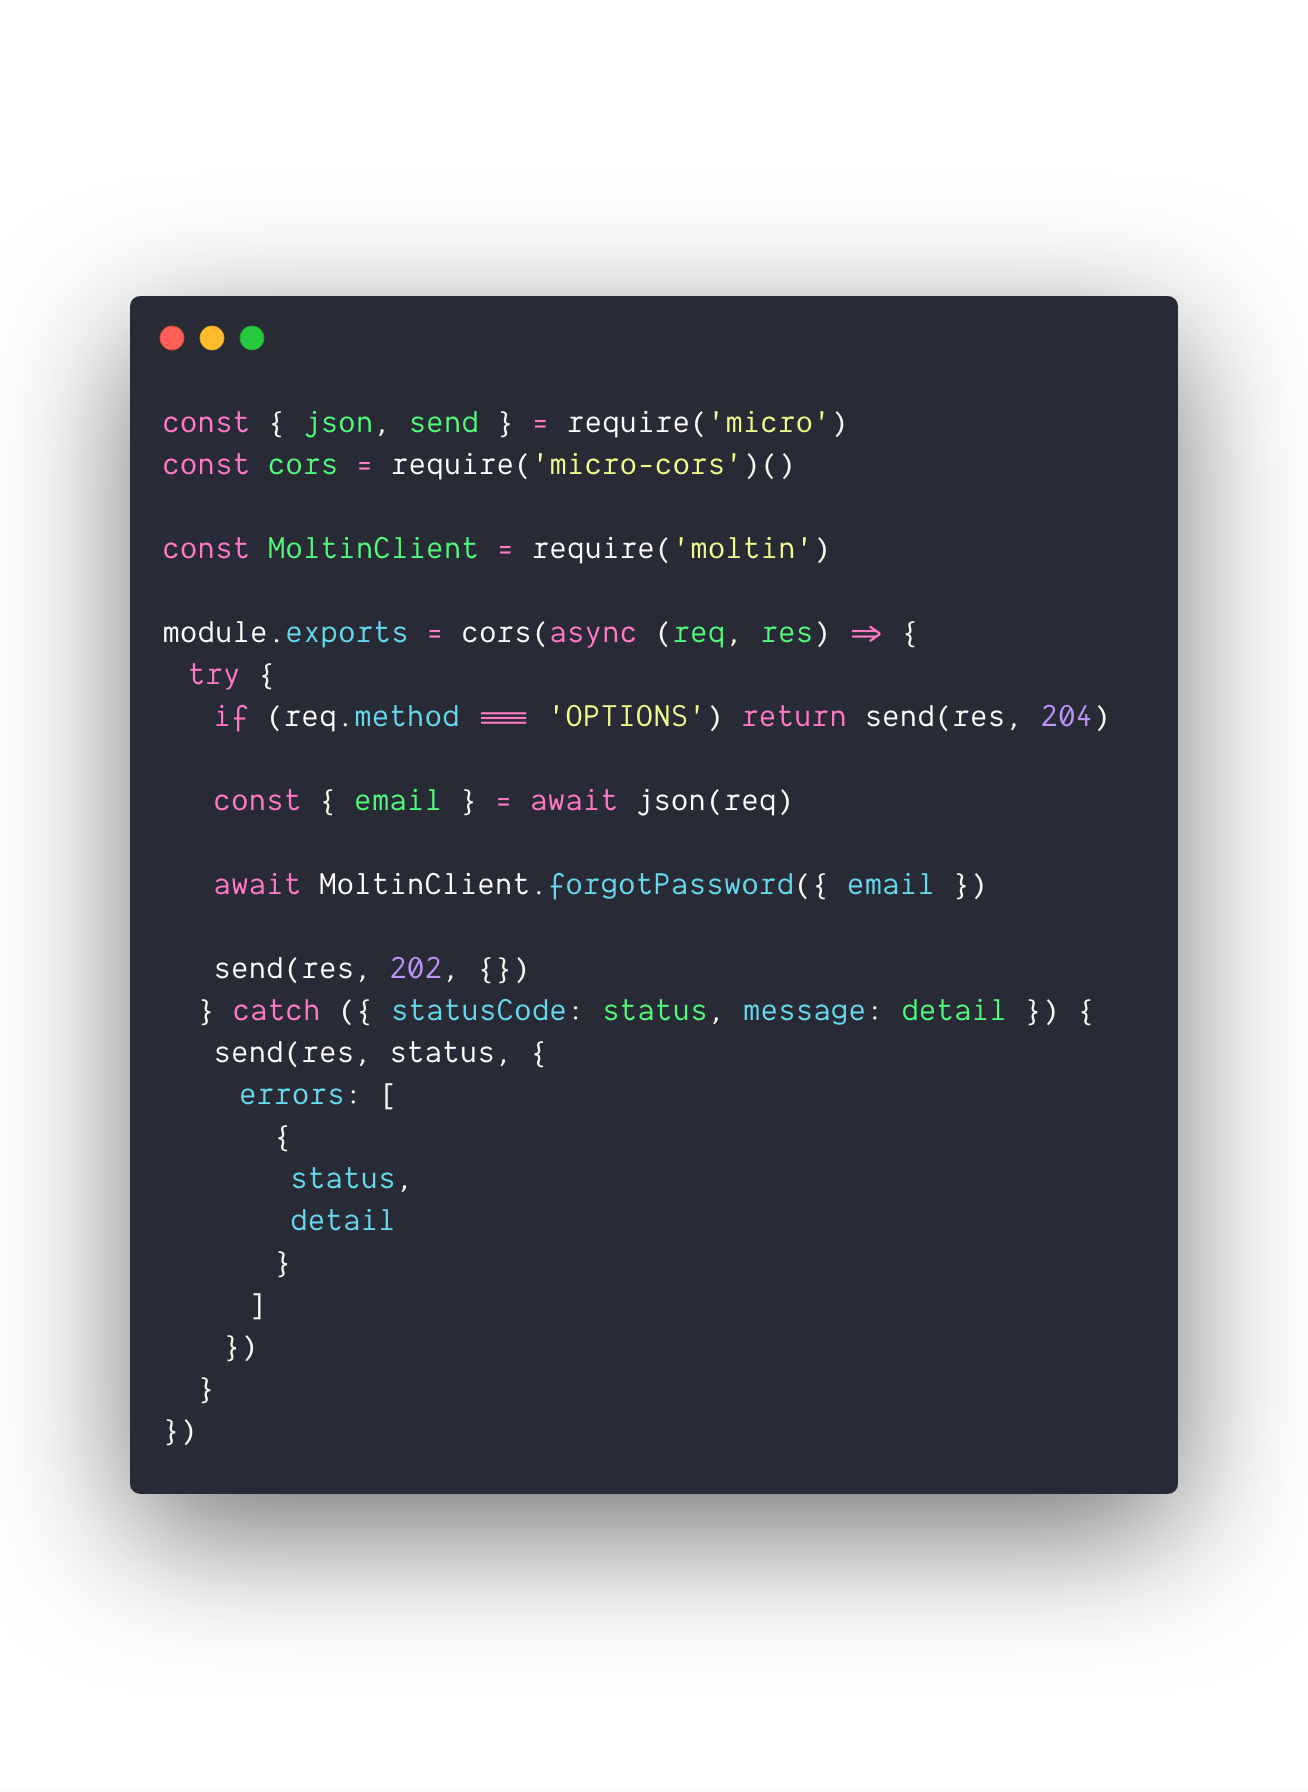 const { json, send } = require('micro')
const cors = require('micro-cors')()
const MoltinClient = require('moltin')
module.exports = cors(async (req, res) => {
try {
if (req.method === 'OPTIONS') return send(res, 204)
const { email } = await json(req)
await MoltinClient.forgotPassword({ email })
send(res, 202, {})
} catch ({ statusCode: status, message: detail }) {
send(res, status, {
errors: [
{
status,
detail
}
]
})
}
})